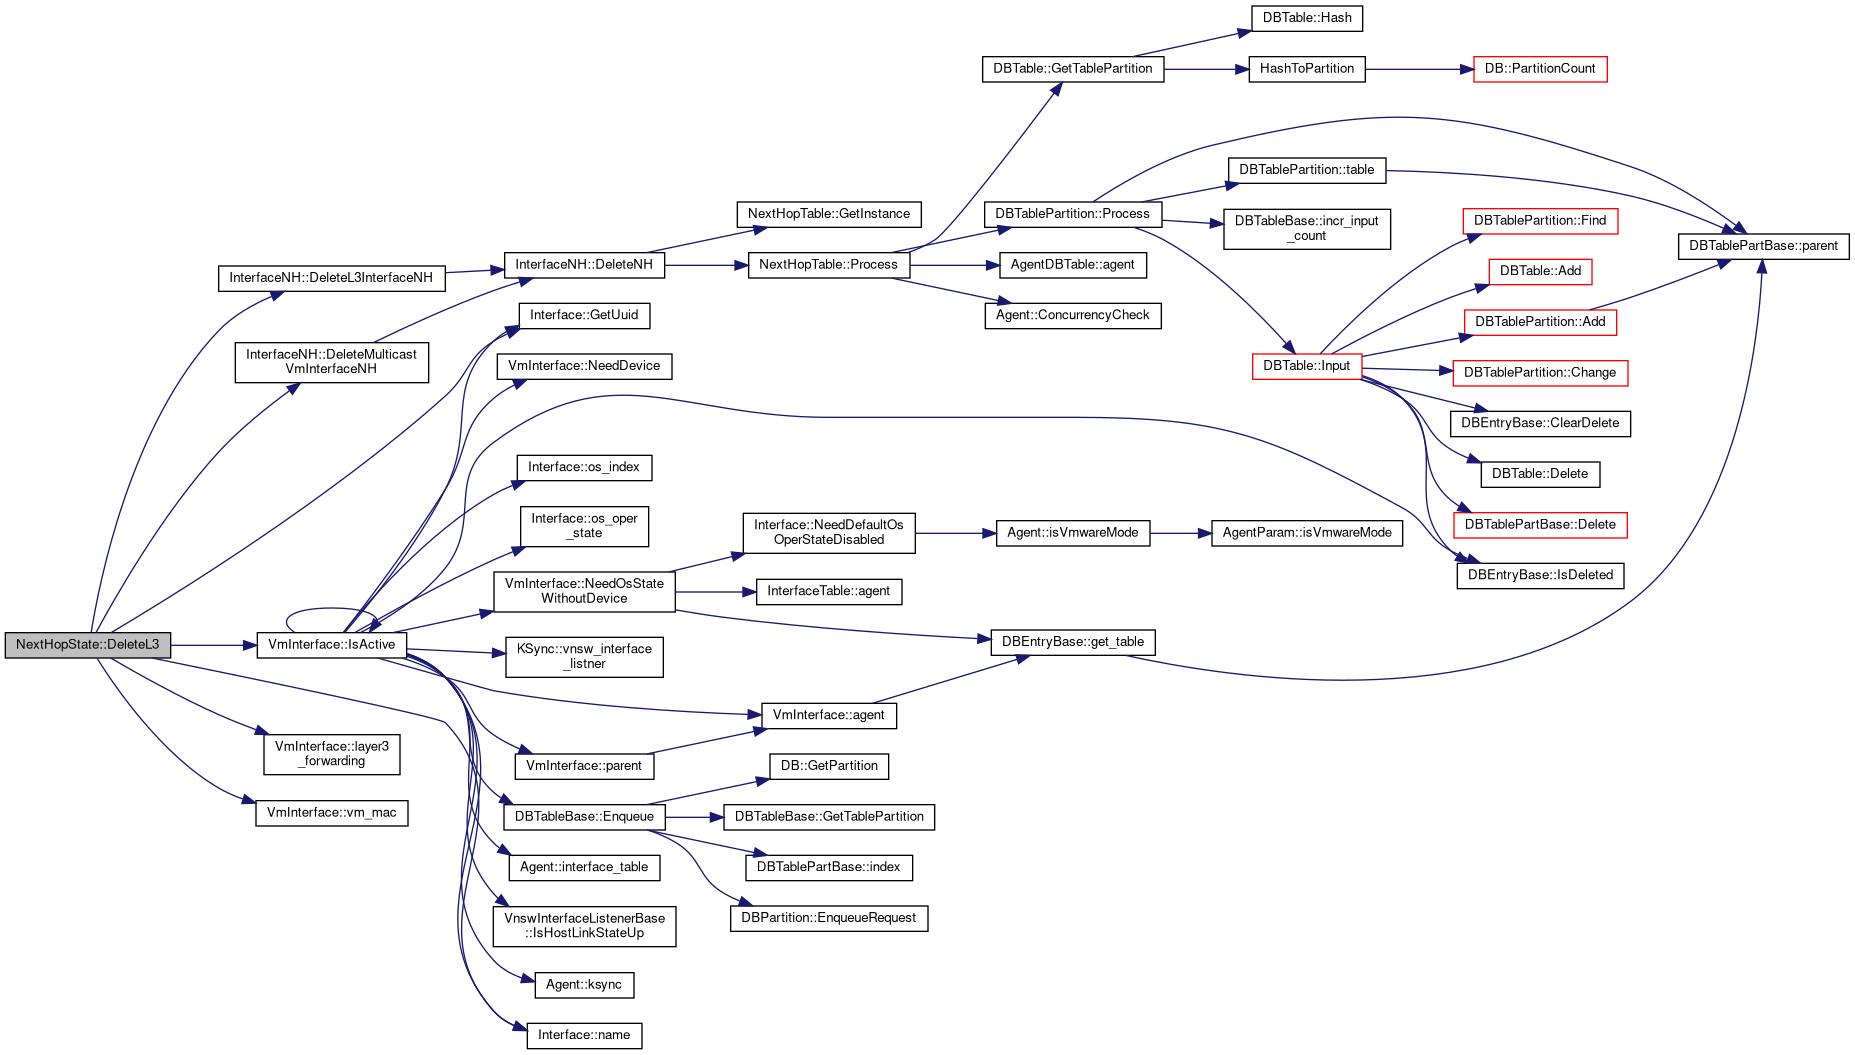 DBTable::Hash
DBTable::GetTablePartition
HashToPartition
DB::PartitionCount
DBTablePartition::table
NextHopTable::GetInstance
DBTablePartition::Process
DBTableBase::incr_input
_count
DBTablePartition::Find
DBTablePartBase::parent
InterfaceNH::DeleteL3InterfaceNH
InterfaceNH::DeleteNH
NextHopTable::Process
AgentDBTable::agent
DBTable::Add
Interface::GetUuid
Agent::ConcurrencyCheck
DBTablePartition::Add
InterfaceNH::DeleteMulticast
VmInterfaceNH
VmInterface::NeedDevice
DBTable::Input
DBTablePartition::Change
DBEntryBase::ClearDelete
Interface::os_index
DBTable::Delete
Interface::os_oper
_state
Interface::NeedDefaultOs
OperStateDisabled
Agent::isVmwareMode
AgentParam::isVmwareMode
DBTablePartBase::Delete
VmInterface::NeedOsState
WithoutDevice
InterfaceTable::agent
DBEntryBase::IsDeleted
NextHopState::DeleteL3
VmInterface::IsActive
KSync::vnsw_interface
_listner
DBEntryBase::get_table
VmInterface::agent
VmInterface::layer3
_forwarding
VmInterface::parent
DB::GetPartition
VmInterface::vm_mac
DBTableBase::Enqueue
DBTableBase::GetTablePartition
Agent::interface_table
DBTablePartBase::index
VnswInterfaceListenerBase
::IsHostLinkStateUp
DBPartition::EnqueueRequest
Agent::ksync
Interface::name